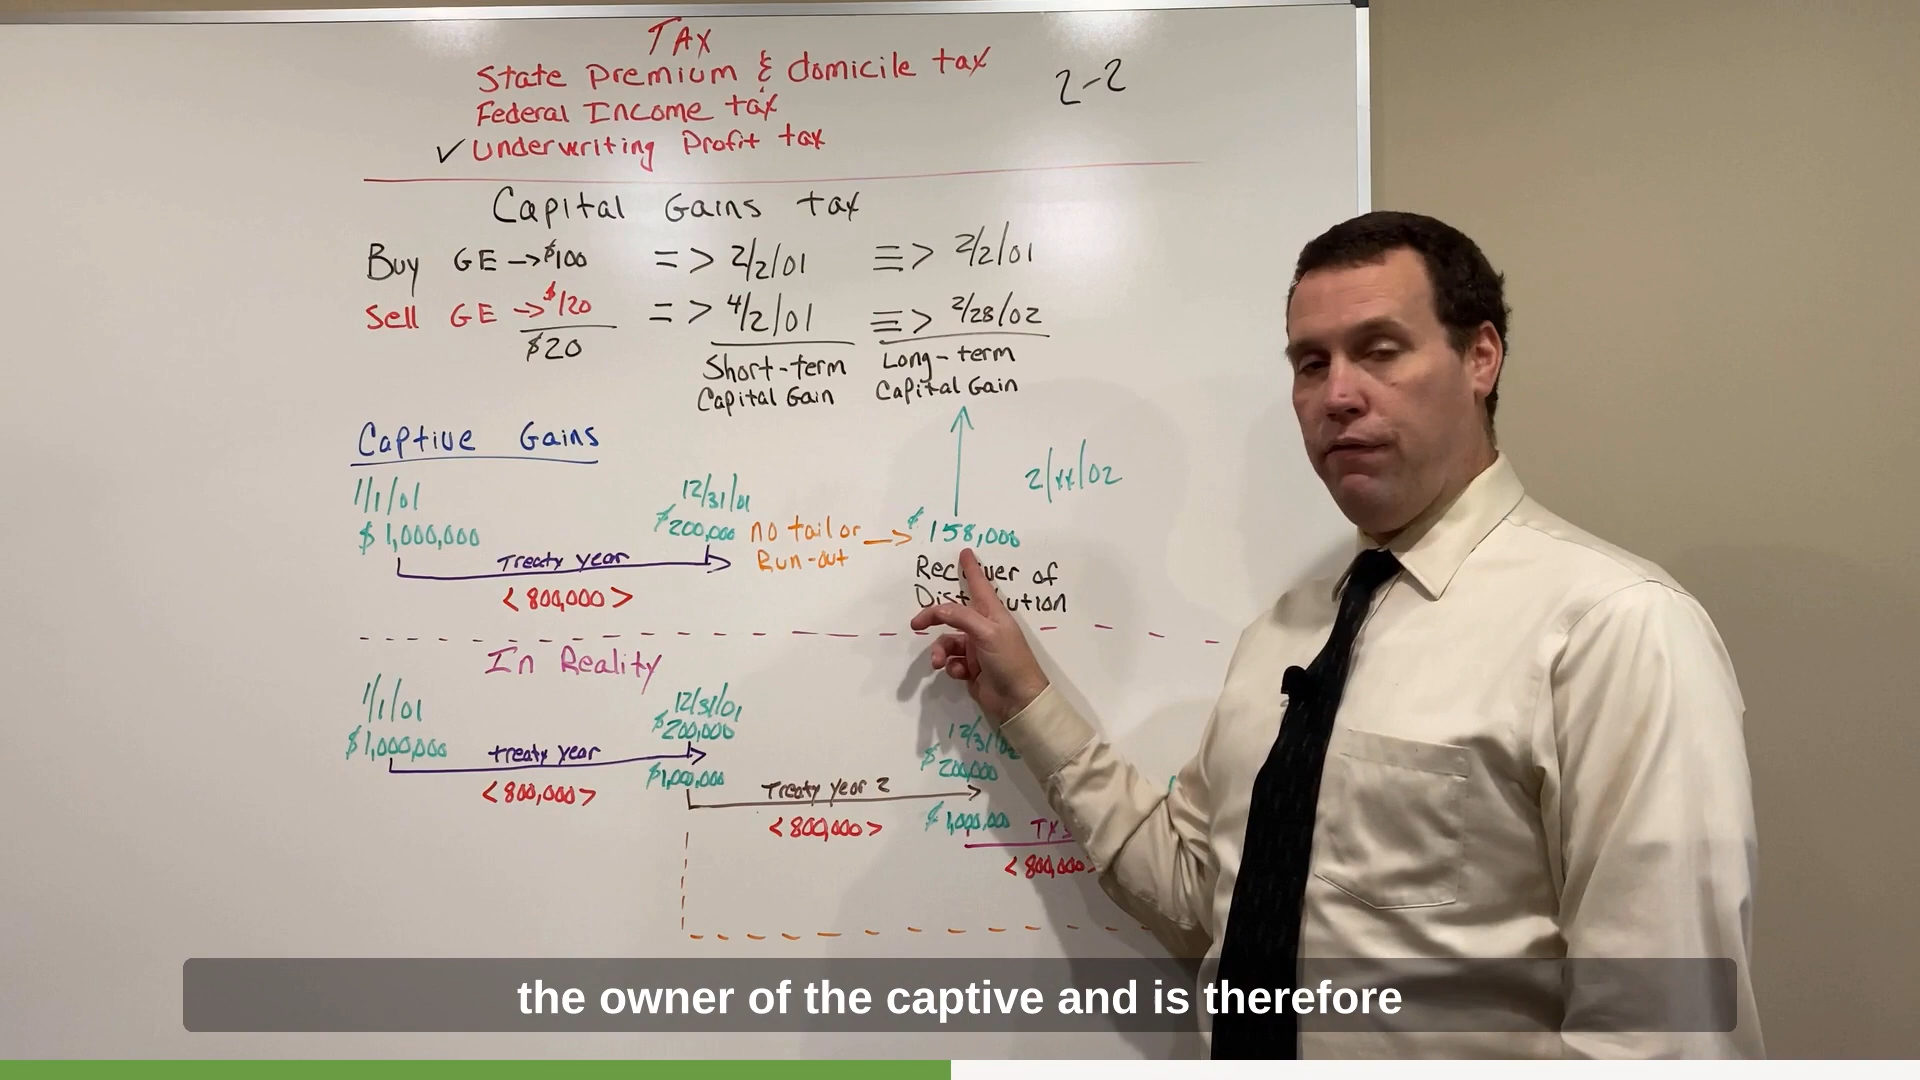 TAX
State Premium & domicile tax
2-2
Federal Income tax
✓ Underwriting Profit tax
Capital Gains tax
Buy GE -> $100 => 2/2/01 => 2/2/01
Sell GE -> $120 => 4/2/01 => 2/28/02
$20
Short-term Long-term
Capital Gain Capital Gain
Captive Gains
1/1/01 12/31/01 2/xx/02
$1,000,000 $200,000 no tail or -> $158,000
Treaty year Run-out
<800,000> Receiver of
Distribution
In Reality
1/1/01 12/31/01
$1,000,000 treaty year $200,000 12/31/02
<800,000> $1,000,000 Treaty year 2 $200,000
<800,000> $1,000,000
<800,000>
the owner of the captive and is therefore